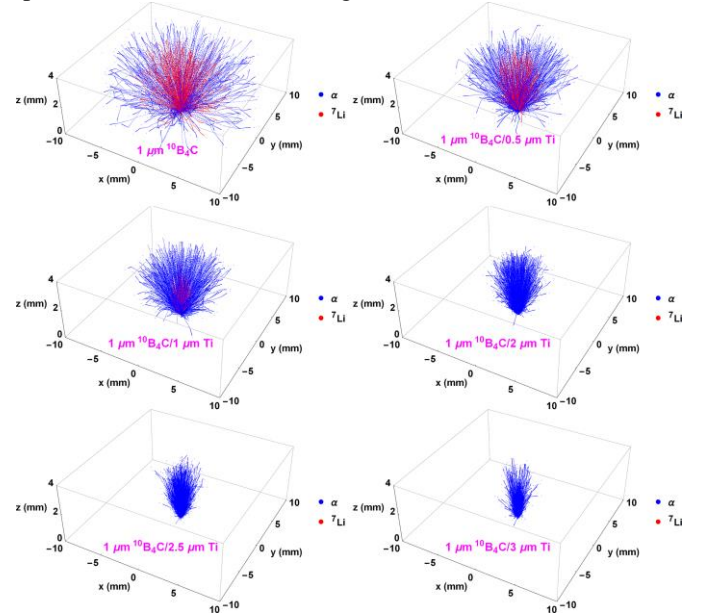 4
z (mm) 2
0
−10
−5
0
5
10
x (mm)
−10
−5
0
5
10
y (mm)
α
⁷Li
1 μm ¹⁰B₄C
4
z (mm) 2
0
−10
−5
0
5
10
x (mm)
−10
−5
0
5
10
y (mm)
α
⁷Li
1 μm ¹⁰B₄C/0.5 μm Ti
4
z (mm) 2
0
−10
−5
0
5
10
x (mm)
−10
−5
0
5
10
y (mm)
α
⁷Li
1 μm ¹⁰B₄C/1 μm Ti
4
z (mm) 2
0
−10
−5
0
5
10
x (mm)
−10
−5
0
5
10
y (mm)
α
⁷Li
1 μm ¹⁰B₄C/2 μm Ti
4
z (mm) 2
0
−10
−5
0
5
10
x (mm)
−10
−5
0
5
10
y (mm)
α
⁷Li
1 μm ¹⁰B₄C/2.5 μm Ti
4
z (mm) 2
0
−10
−5
0
5
10
x (mm)
−10
−5
0
5
10
y (mm)
α
⁷Li
1 μm ¹⁰B₄C/3 μm Ti